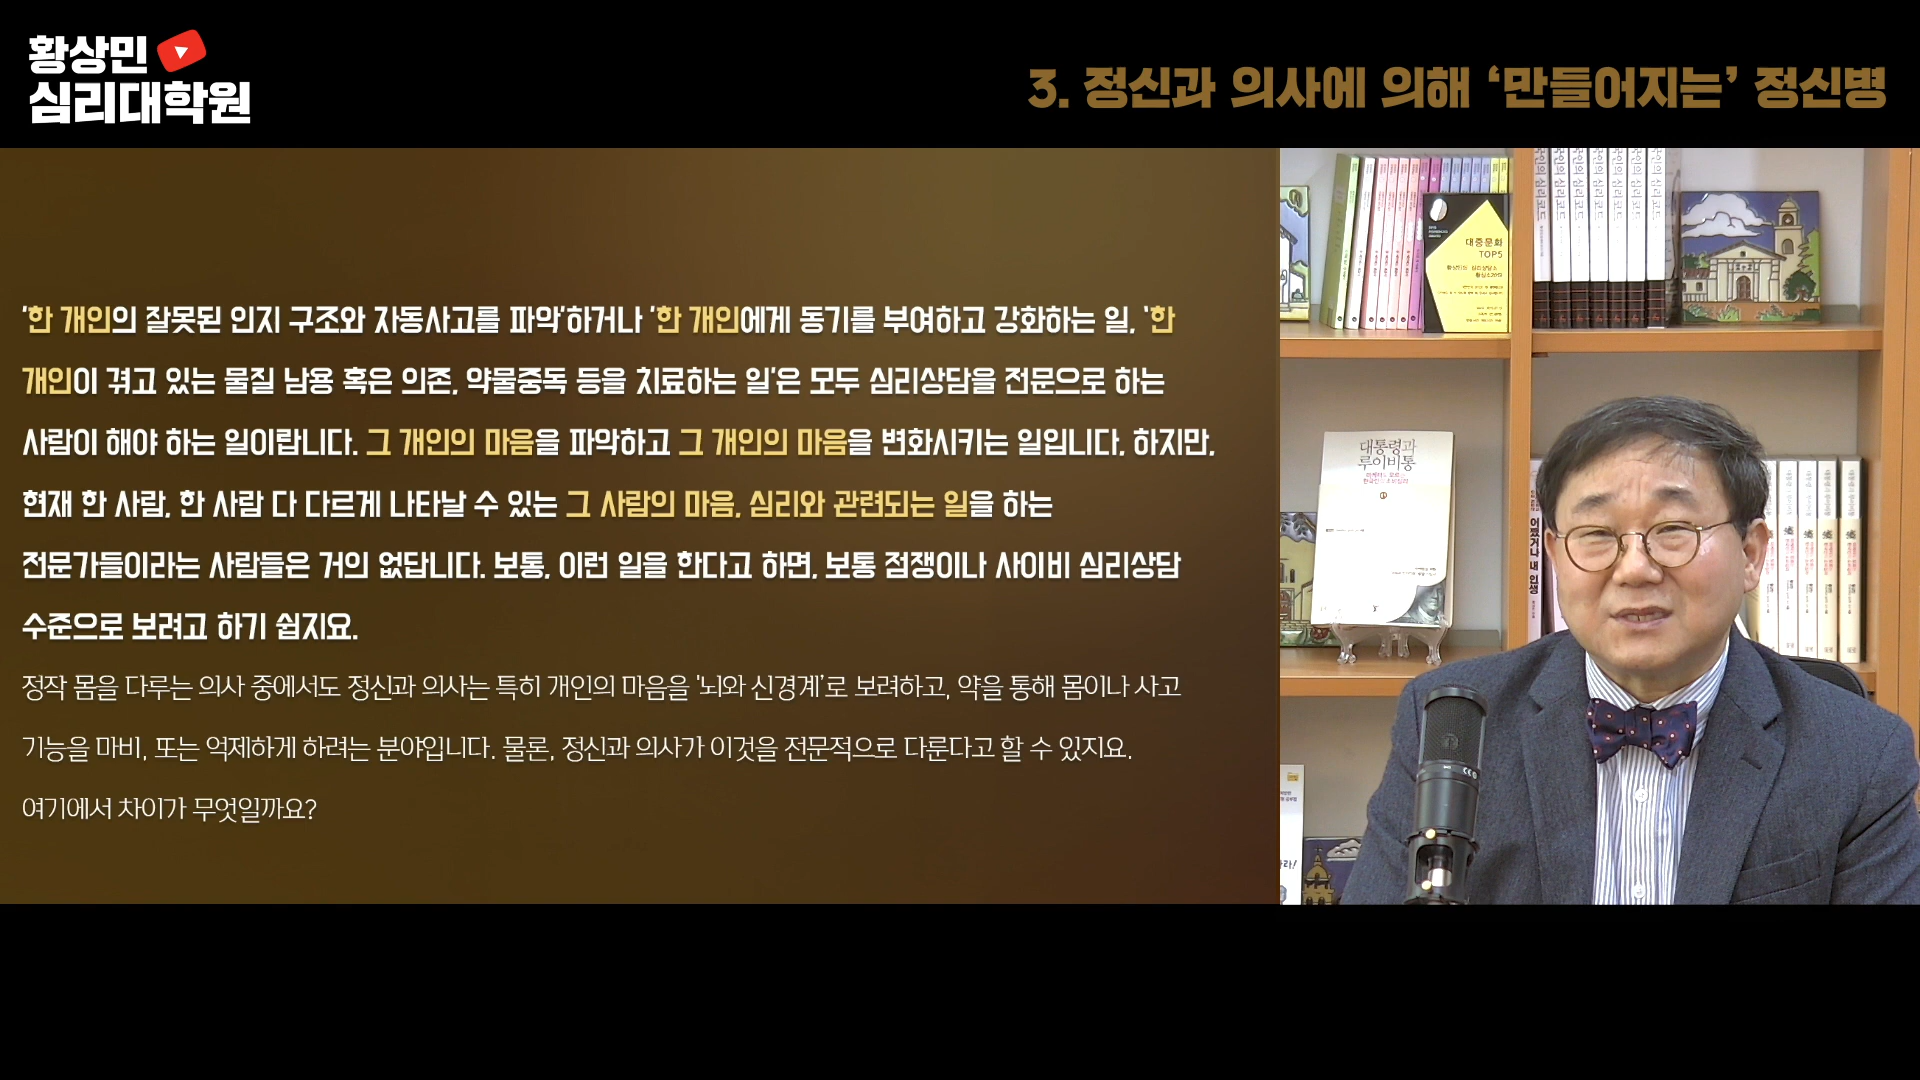 황상민
심리대학원
3. 정신과 의사에 의해 ‘만들어지는’ 정신병
'한 개인의 잘못된 인지 구조와 자동사고를 파악'하거나 '한 개인에게 동기를 부여하고 강화하는 일, '한
개인이 겪고 있는 물질 남용 혹은 의존, 약물중독 등을 치료하는 일'은 모두 심리상담을 전문으로 하는
사람이 해야 하는 일이랍니다. 그 개인의 마음을 파악하고 그 개인의 마음을 변화시키는 일입니다. 하지만,
현재 한 사람, 한 사람 다 다르게 나타날 수 있는 그 사람의 마음, 심리와 관련되는 일을 하는
전문가들이라는 사람들은 거의 없답니다. 보통, 이런 일을 한다고 하면, 보통 점쟁이나 사이비 심리상담
수준으로 보려고 하기 쉽지요.
정작 몸을 다루는 의사 중에서도 정신과 의사는 특히 개인의 마음을 '뇌와 신경계'로 보려하고, 약을 통해 몸이나 사고
기능을 마비, 또는 억제하게 하려는 분야입니다. 물론, 정신과 의사가 이것을 전문적으로 다룬다고 할 수 있지요.
여기에서 차이가 무엇일까요?
대중문화
TOP5
대통령과
루이비통
어쨌거나 내 인생